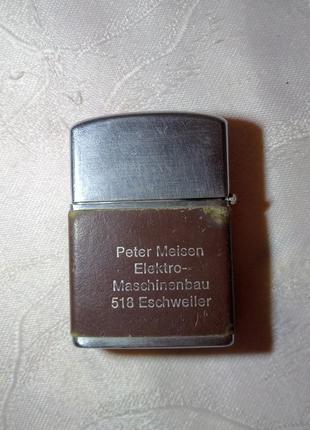 Peter Meisen
Elektro-
Maschinenbau
518 Eschweiler